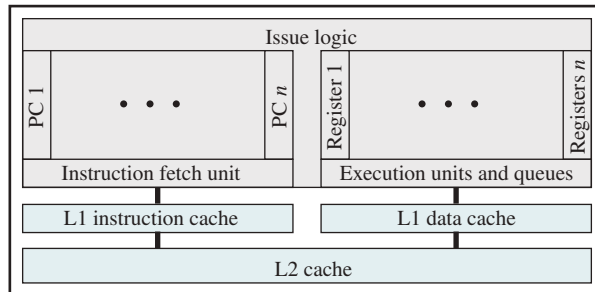 Issue logic
PC 1
• • •
PC n
Register 1
• • •
Registers n
Instruction fetch unit
Execution units and queues
L1 instruction cache
L1 data cache
L2 cache